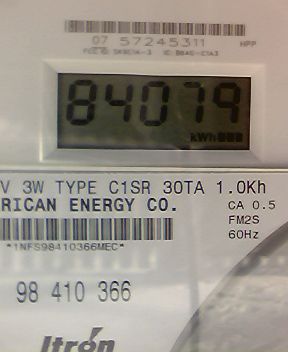 07 57245311 HPP
84079
kWh
V 3W TYPE C1SR 30TA 1.0Kh
RICAN ENERGY CO. CA 0.5
FM2S
*1NFS98410366MEC* 60Hz
98 410 366
Itrón